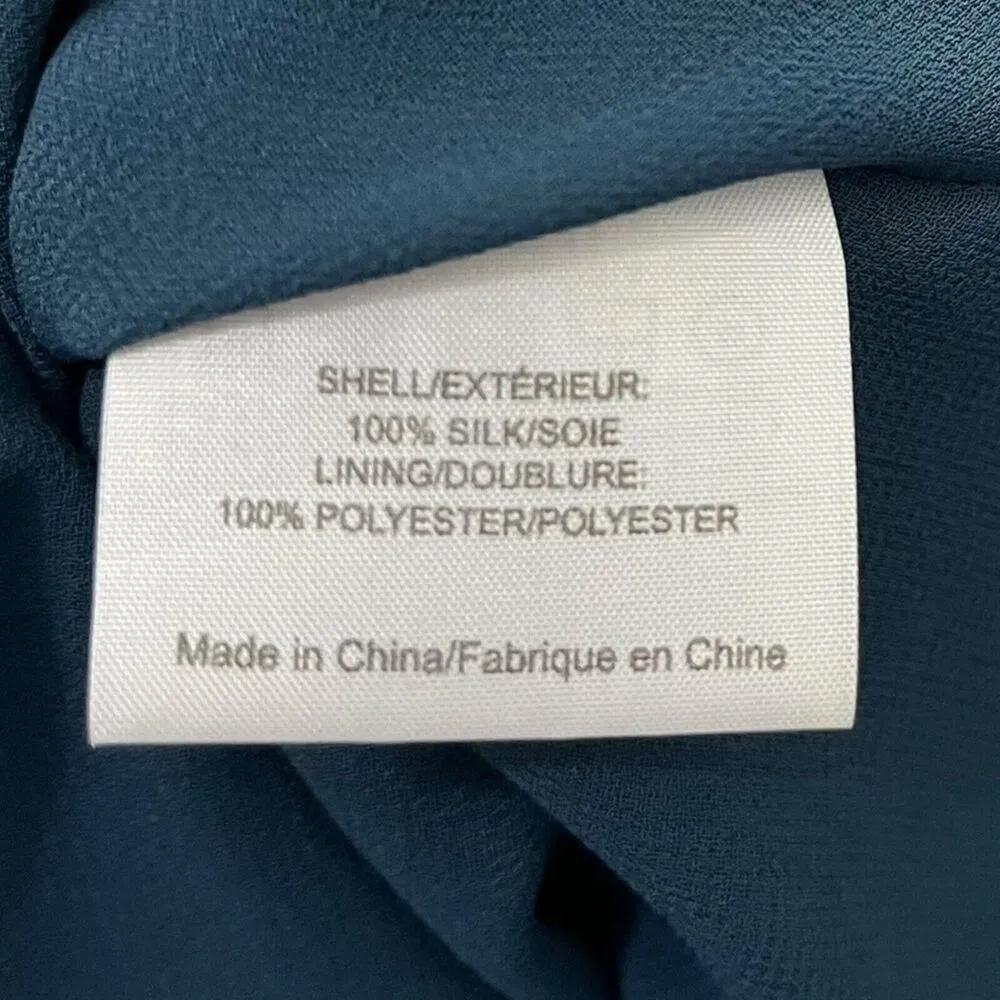 SHELL/EXTÉRIEUR:
100% SILK/SOIE
LINING/DOUBLURE:
100% POLYESTER/POLYESTER
Made in China/Fabrique en Chine